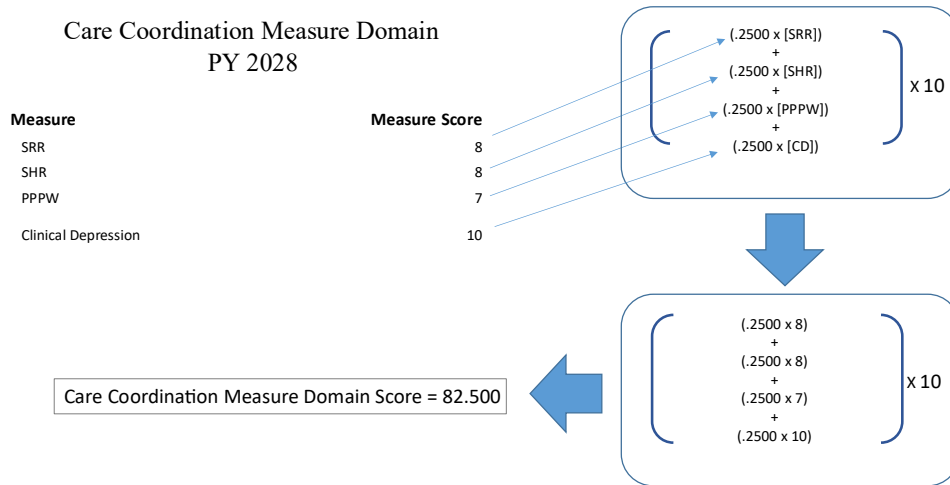 Care Coordination Measure Domain
PY 2028
Measure Measure Score
SRR 8
SHR 8
PPPW 7
Clinical Depression 10
(.2500 x [SRR])
+
(.2500 x [SHR])
+
(.2500 x [PPPW])
+
(.2500 x [CD])
x 10
(.2500 x 8)
+
(.2500 x 8)
+
(.2500 x 7)
+
(.2500 x 10)
x 10
Care Coordination Measure Domain Score = 82.500